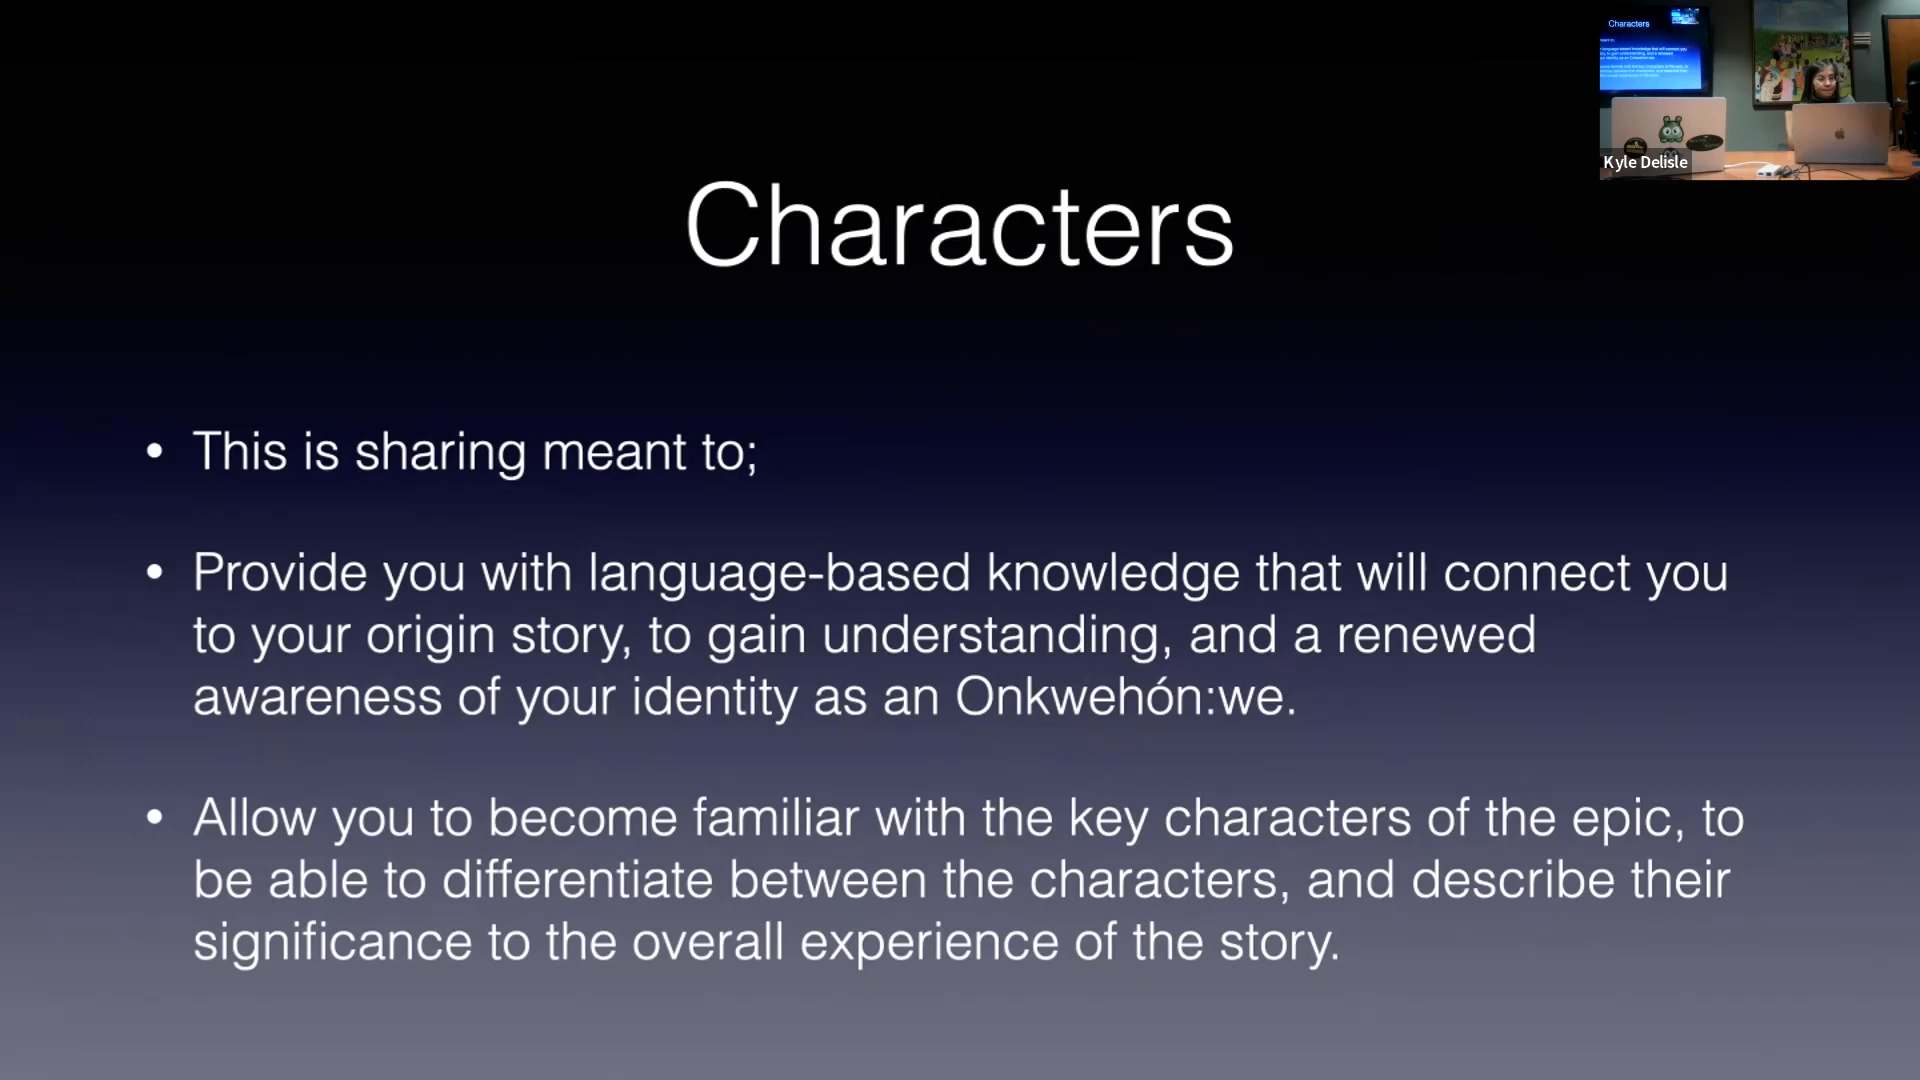 Characters
• This is sharing meant to;
• Provide you with language-based knowledge that will connect you
to your origin story, to gain understanding, and a renewed
awareness of your identity as an Onkwehón:we.
• Allow you to become familiar with the key characters of the epic, to
be able to differentiate between the characters, and describe their
significance to the overall experience of the story.
Characters
Kyle Delisle